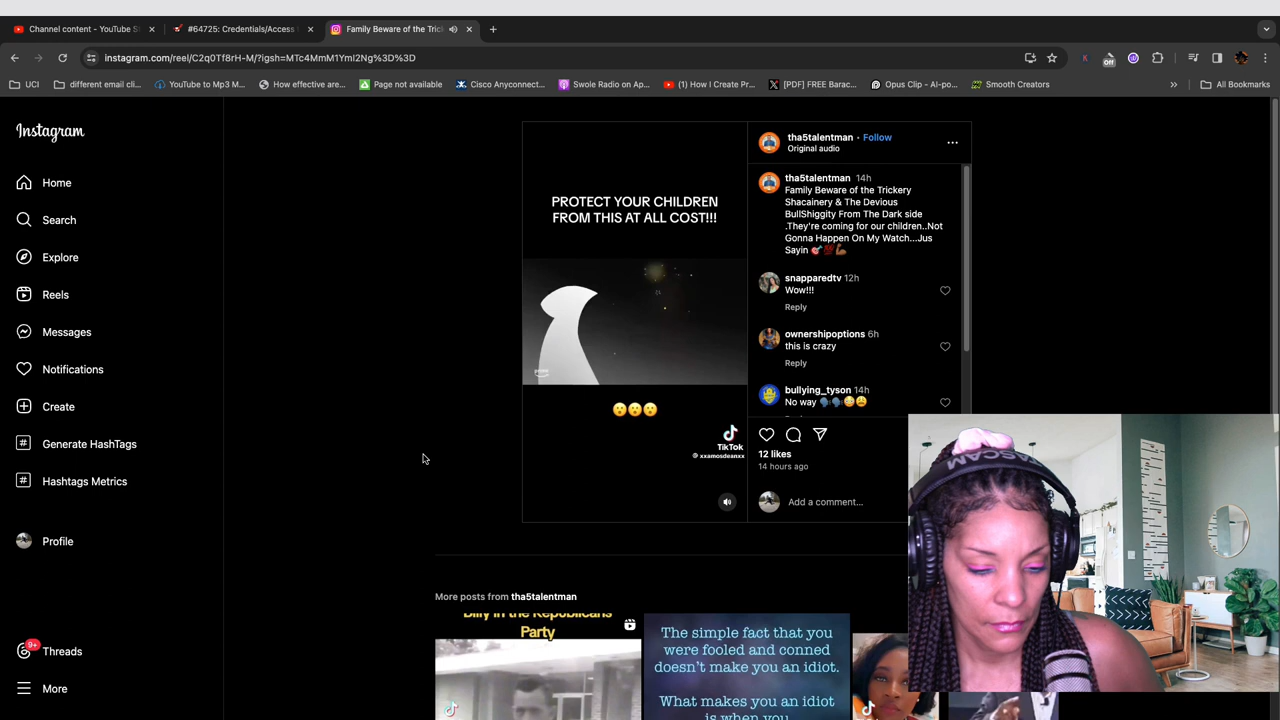 Channel content - YouTube S
#64725: Credentials/Access
Family Beware of the Trick
instagram.com/reel/C2q0Tf8rH-M/?igsh=MTc4MmM1YmI2Ng%3D%3D
Off
UCI
different email cli...
YouTube to Mp3 M...
How effective are...
Page not available
Cisco Anyconnect...
Swole Radio on Ap...
(1) How I Create Pr...
[PDF] FREE Barac...
Opus Clip - AI-po...
Smooth Creators
»
All Bookmarks
Instagram
Home
Search
Explore
Reels
Messages
Notifications
Create
Generate HashTags
Hashtags Metrics
Profile
9+
Threads
More
PROTECT YOUR CHILDREN
FROM THIS AT ALL COST!!!
prime
😮😮😮
TikTok
@ xxamosdeanxx
tha5talentman • Follow
Original audio
tha5talentman 14h
Family Beware of the Trickery
Shacainery & The Devious
BullShiggity From The Dark side
.They're coming for our children..Not
Gonna Happen On My Watch...Jus
Sayin 🎯💯💪🏾
snapparedtv 12h
Wow!!!
Reply
ownershipoptions 6h
this is crazy
Reply
bullying_tyson 14h
No way 🗣️🗣️😳😩
12 likes
14 hours ago
Add a comment...
TASCAM
More posts from tha5talentman
Billy in the Republicans
Party
The simple fact that you
were fooled and conned
doesn't make you an idiot.
What makes you an idiot
is when you